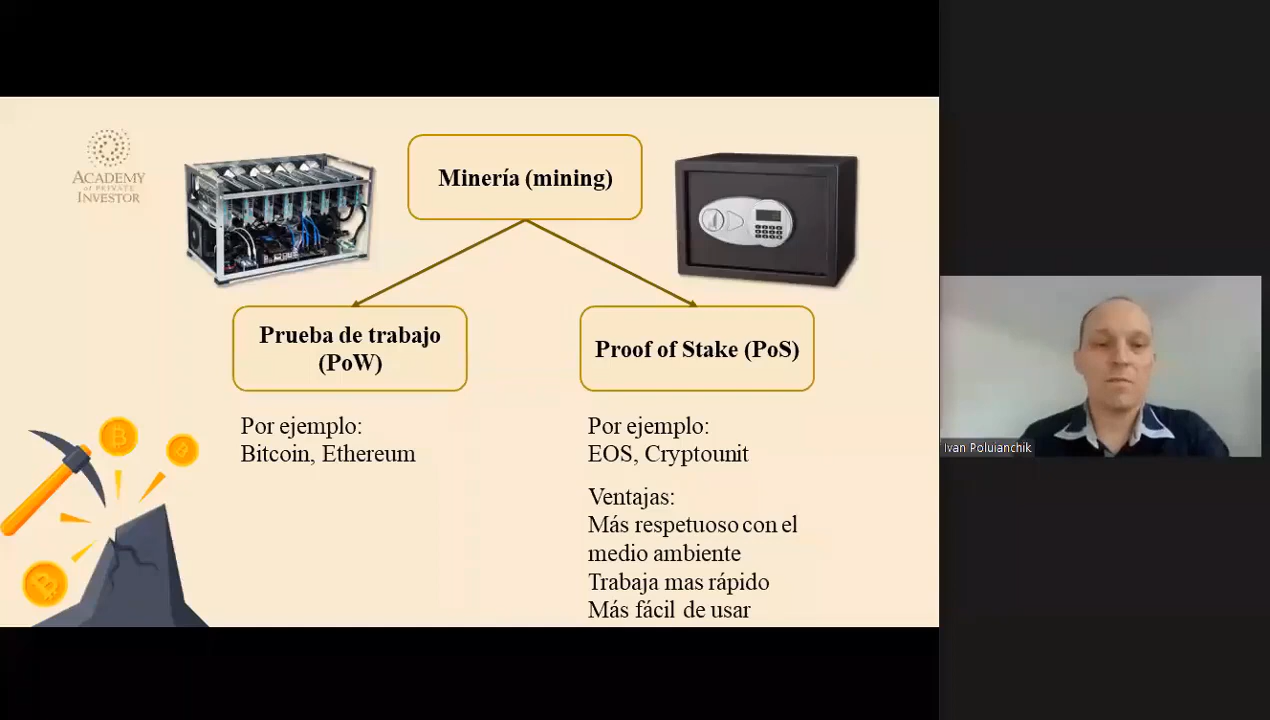 ACADEMY
of PRIVATE
INVESTOR
Minería (mining)
Prueba de trabajo
(PoW)
Proof of Stake (PoS)
Por ejemplo:
Bitcoin, Ethereum
Por ejemplo:
EOS, Cryptounit
Ventajas:
Más respetuoso con el
medio ambiente
Trabaja mas rápido
Más fácil de usar
Ivan Poluianchik